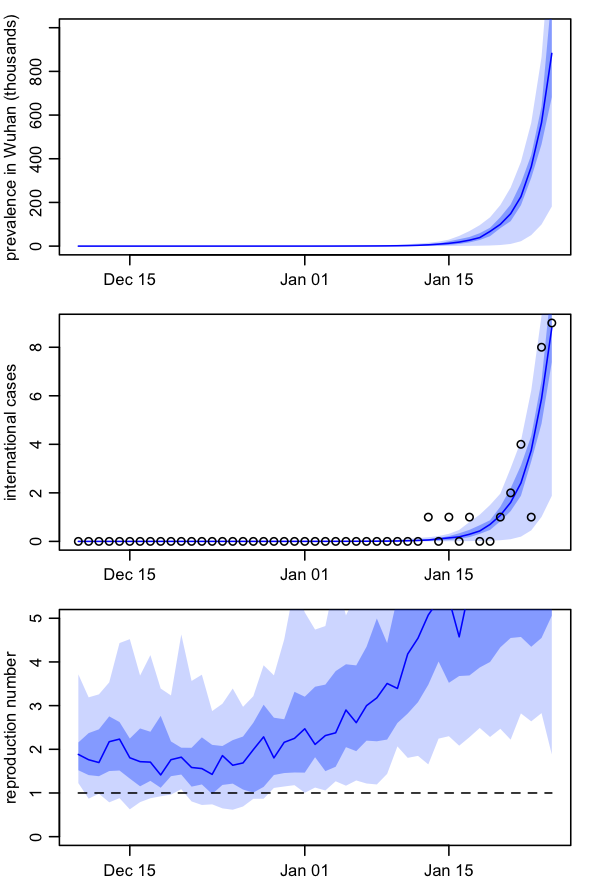 prevalence in Wuhan (thousands)
0
200
400
600
800
Dec 15
Jan 01
Jan 15
international cases
0
2
4
6
8
Dec 15
Jan 01
Jan 15
reproduction number
0
1
2
3
4
5
Dec 15
Jan 01
Jan 15